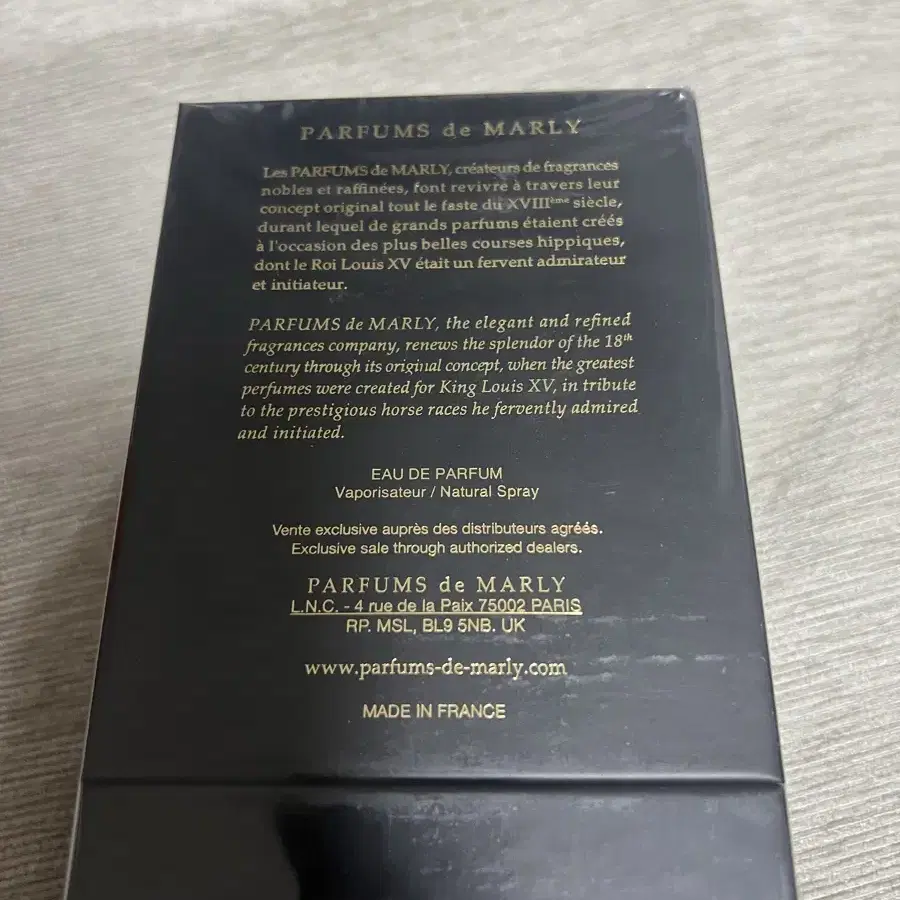 PARFUMS de MARLY
Les PARFUMS de MARLY, créateurs de fragrances
nobles et raffinées, font revivre à travers leur
concept original tout le faste du XVIIIème siècle,
durant lequel de grands parfums étaient créés
à l'occasion des plus belles courses hippiques,
dont le Roi Louis XV était un fervent admirateur
et initiateur.
PARFUMS de MARLY, the elegant and refined
fragrances company, renews the splendor of the 18th
century through its original concept, when the greatest
perfumes were created for King Louis XV, in tribute
to the prestigious horse races he fervently admired
and initiated.
EAU DE PARFUM
Vaporisateur / Natural Spray
Vente exclusive auprès des distributeurs agréés.
Exclusive sale through authorized dealers.
PARFUMS de MARLY
L.N.C. - 4 rue de la Paix 75002 PARIS
RP. MSL, BL9 5NB. UK
www.parfums-de-marly.com
MADE IN FRANCE